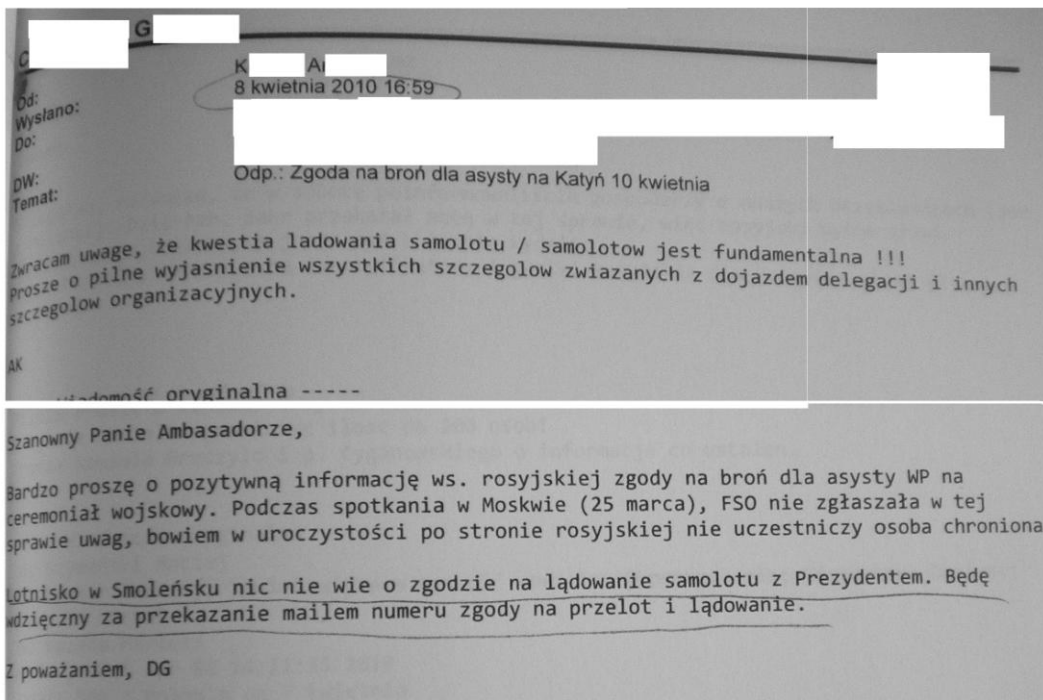 G
C
K A
Od:
8 kwietnia 2010 16:59
Wysłano:
Do:
DW:
Temat:
Odp.: Zgoda na broń dla asysty na Katyń 10 kwietnia
Zwracam uwage, że kwestia ladowania samolotu / samolotow jest fundamentalna !!!
Prosze o pilne wyjasnienie wszystkich szczegolow zwiazanych z dojazdem delegacji i innych
szczegolow organizacyjnych.
AK
oryginalna -----
Szanowny Panie Ambasadorze,
Bardzo proszę o pozytywną informację ws. rosyjskiej zgody na broń dla asysty WP na
ceremoniał wojskowy. Podczas spotkania w Moskwie (25 marca), FSO nie zgłaszała w tej
sprawie uwag, bowiem w uroczystości po stronie rosyjskiej nie uczestniczy osoba chroniona
Lotnisko w Smoleńsku nic nie wie o zgodzie na lądowanie samolotu z Prezydentem. Będę
wdzięczny za przekazanie mailem numeru zgody na przelot i lądowanie.
Z poważaniem, DG